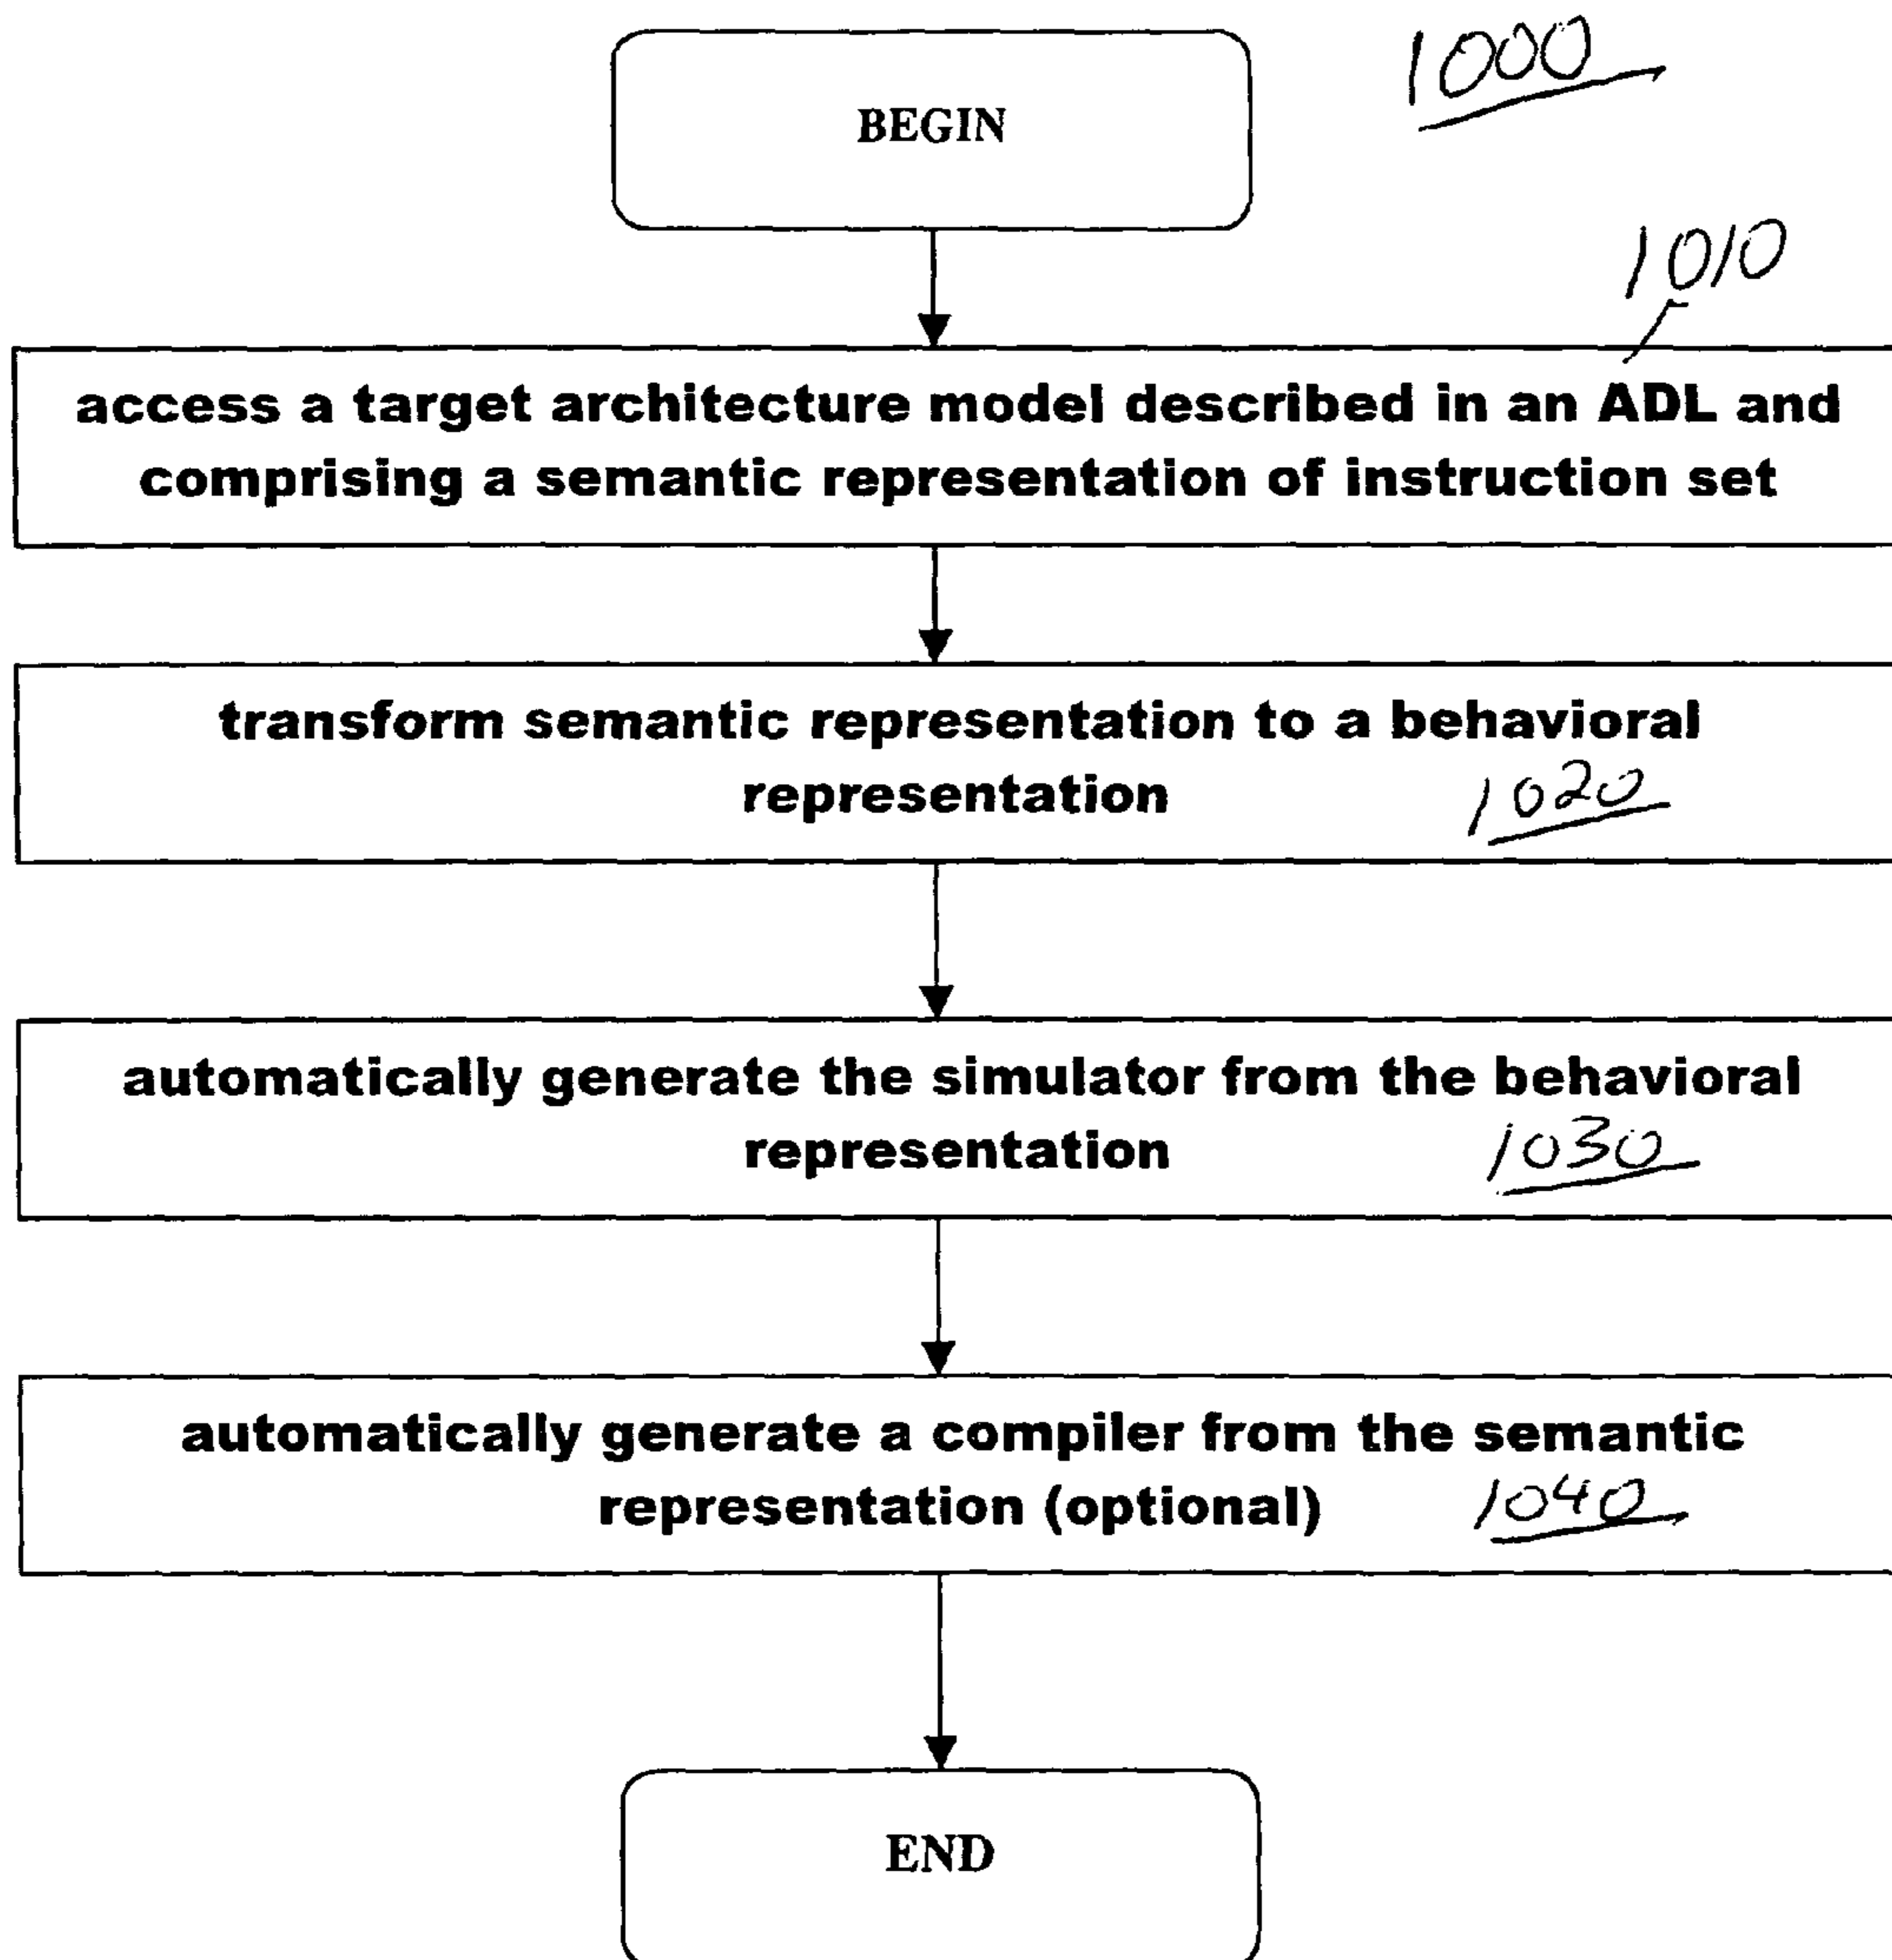 1000
BEGIN
1010
access a target architecture model described in an ADL and
comprising a semantic representation of instruction set
transform semantic representation to a behavioral
representation 1020
automatically generate the simulator from the behavioral
representation 1030
automatically generate a compiler from the semantic
representation (optional) 1040
END